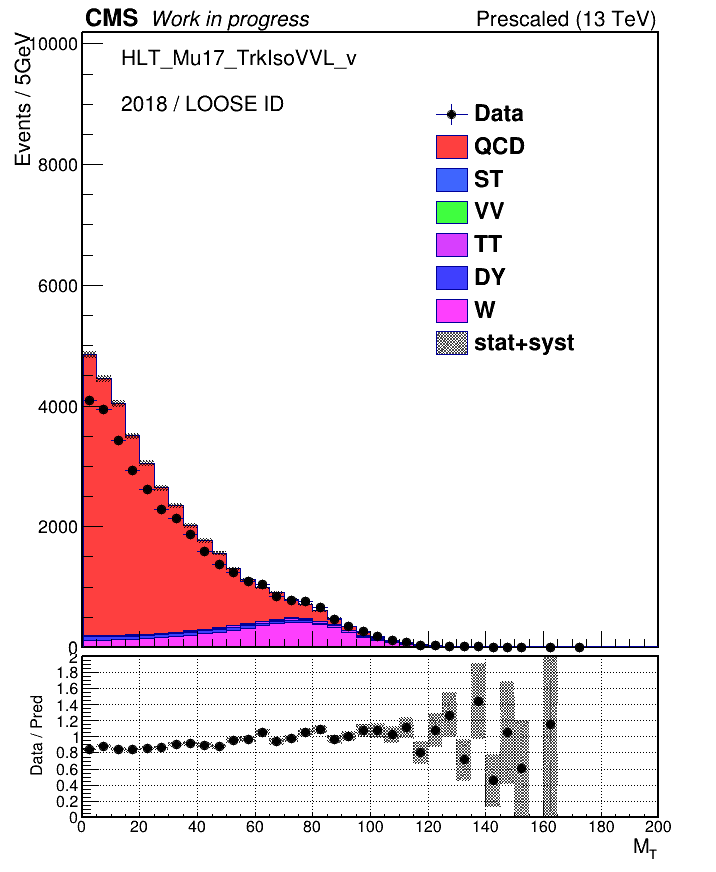 CMS Work in progress Prescaled (13 TeV)
Events / 5GeV
10000
8000
6000
4000
2000
0
HLT_Mu17_TrkIsoVVL_v
2018 / LOOSE ID
Data
QCD
ST
VV
TT
DY
W
stat+syst
Data / Pred
2
1.8
1.6
1.4
1.2
1
0.8
0.6
0.4
0.2
0
0 20 40 60 80 100 120 140 160 180 200
M_T